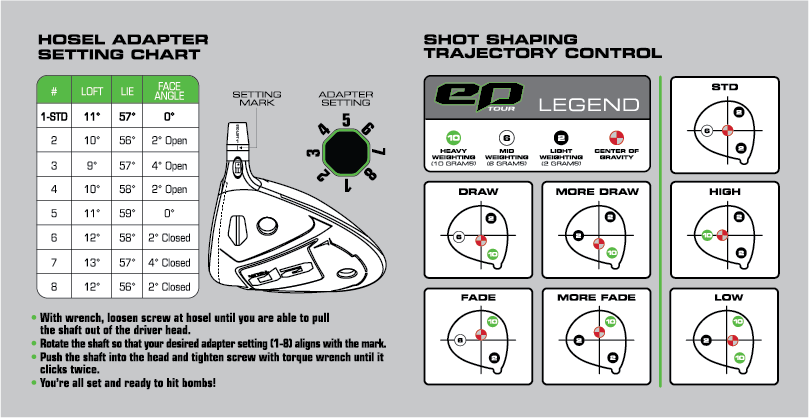 HOSEL ADAPTER
SETTING CHART
# LOFT LIE FACE ANGLE
1-STD 11° 57° 0°
2 10° 56° 2° Open
3 9° 57° 4° Open
4 10° 58° 2° Open
5 11° 59° 0°
6 12° 58° 2° Closed
7 13° 57° 4° Closed
8 12° 56° 2° Closed
SETTING
MARK
ADAPTER
SETTING
1
2
3
4
5
6
7
8
• With wrench, loosen screw at hosel until you are able to pull
the shaft out of the driver head.
• Rotate the shaft so that your desired adapter setting (1-8) aligns with the mark.
• Push the shaft into the head and tighten screw with torque wrench until it
clicks twice.
• You're all set and ready to hit bombs!
SHOT SHAPING
TRAJECTORY CONTROL
ep
TOUR
LEGEND
10
HEAVY
WEIGHTING
(10 GRAMS)
6
MID
WEIGHTING
(6 GRAMS)
2
LIGHT
WEIGHTING
(2 GRAMS)
CENTER OF
GRAVITY
STD
2
6
2
DRAW
2
6
10
MORE DRAW
2
2
10
HIGH
2
10
2
FADE
10
6
2
MORE FADE
10
2
2
LOW
10
2
10